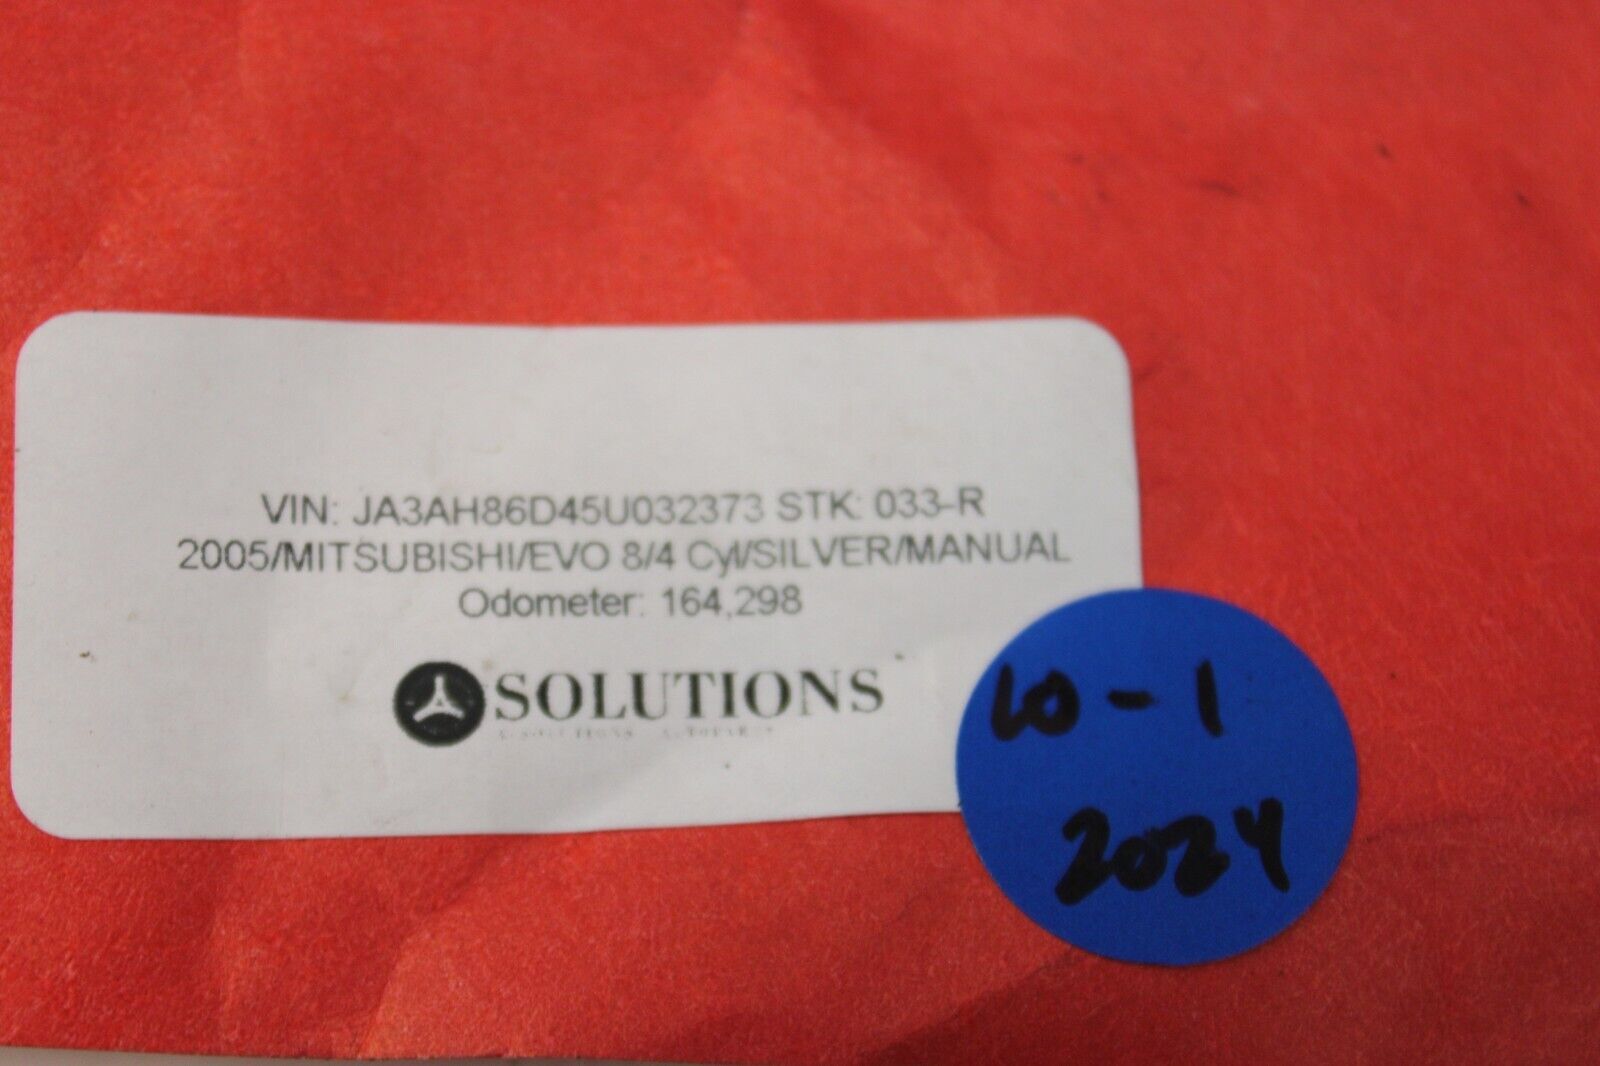 VIN: JA3AH86D45U032373 STK: 033-R
2005/MITSUBISHI/EVO 8/4 Cyl/SILVER/MANUAL
Odometer: 164,298
SOLUTIONS
10-1
2024